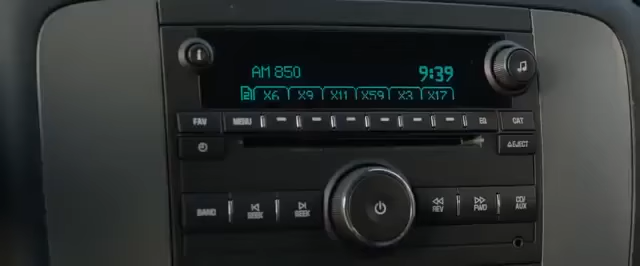 AM 850 9:39
2 X6 X9 X11 X59 X3 X17
FAV MENU EQ CAT
EJECT
BAND SEEK SEEK REV FWD CD/AUX